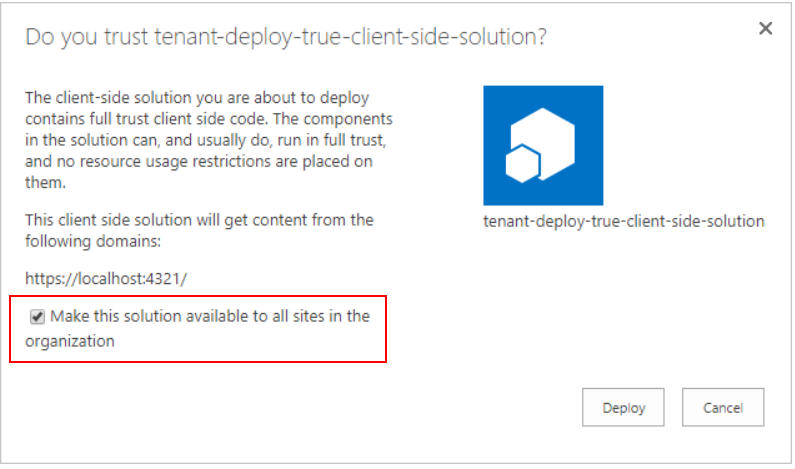 Do you trust tenant-deploy-true-client-side-solution?
The client-side solution you are about to deploy
contains full trust client side code. The components
in the solution can, and usually do, run in full trust,
and no resource usage restrictions are placed on
them.
This client side solution will get content from the
following domains:
https://localhost:4321/
Make this solution available to all sites in the
organization
tenant-deploy-true-client-side-solution
Deploy
Cancel